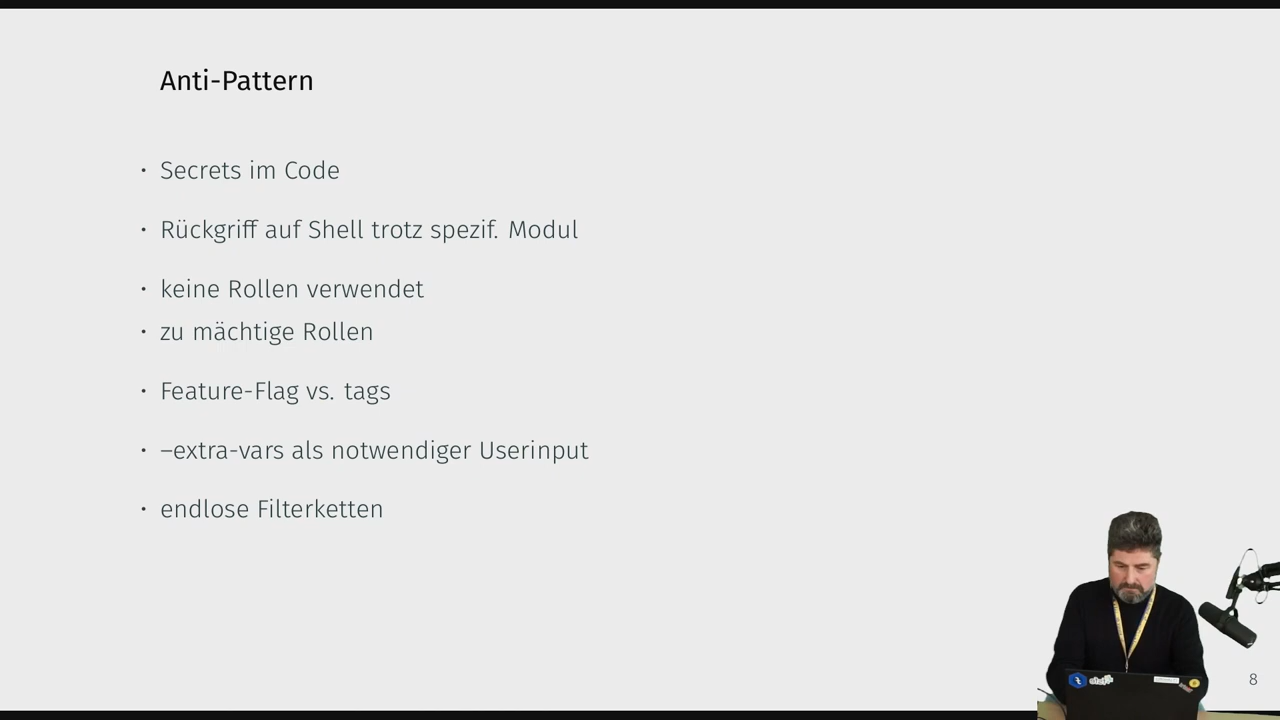 Anti-Pattern
• Secrets im Code
• Rückgriff auf Shell trotz spezif. Modul
• keine Rollen verwendet
• zu mächtige Rollen
• Feature-Flag vs. tags
• –extra-vars als notwendiger Userinput
• endlose Filterketten
8